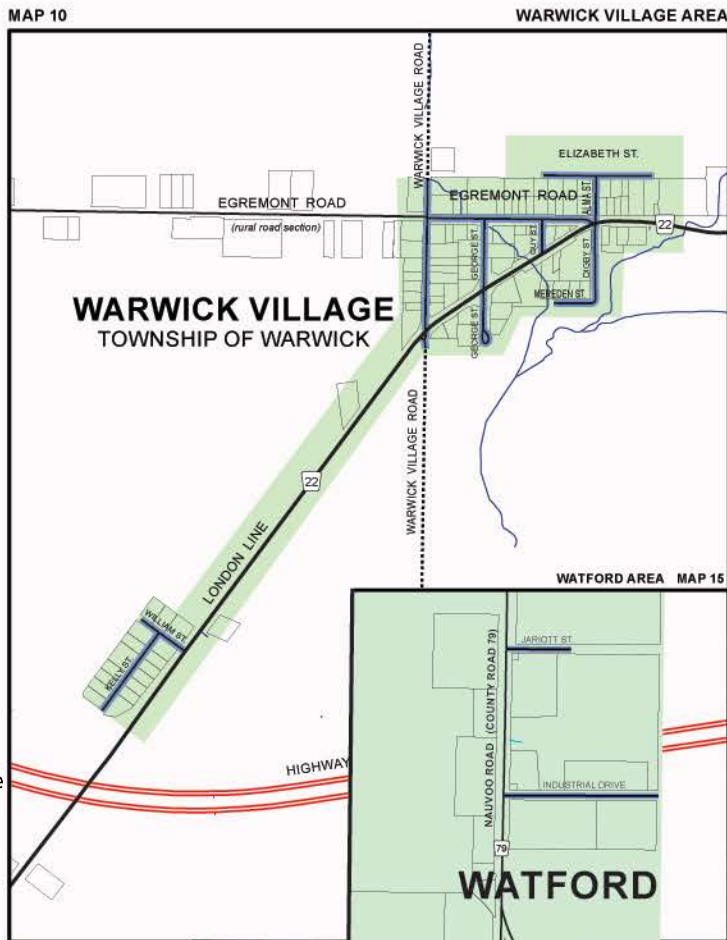 MAP 10
WARWICK VILLAGE AREA
WARWICK VILLAGE ROAD
ELIZABETH ST.
EGREMONT ROAD
(rural road section)
EGREMONT ROAD
ALMA ST.
22
GEORGE ST.
GUY ST.
DIGBY ST.
MEREDEN ST.
GEORGE ST.
WARWICK VILLAGE
TOWNSHIP OF WARWICK
WARWICK VILLAGE ROAD
22
LONDON LINE
WILLIAM ST.
KELLY ST.
HIGHWAY
e
WATFORD AREA MAP 15
JARIOTT ST.
NAUVOO ROAD (COUNTY ROAD 79)
INDUSTRIAL DRIVE
79
WATFORD